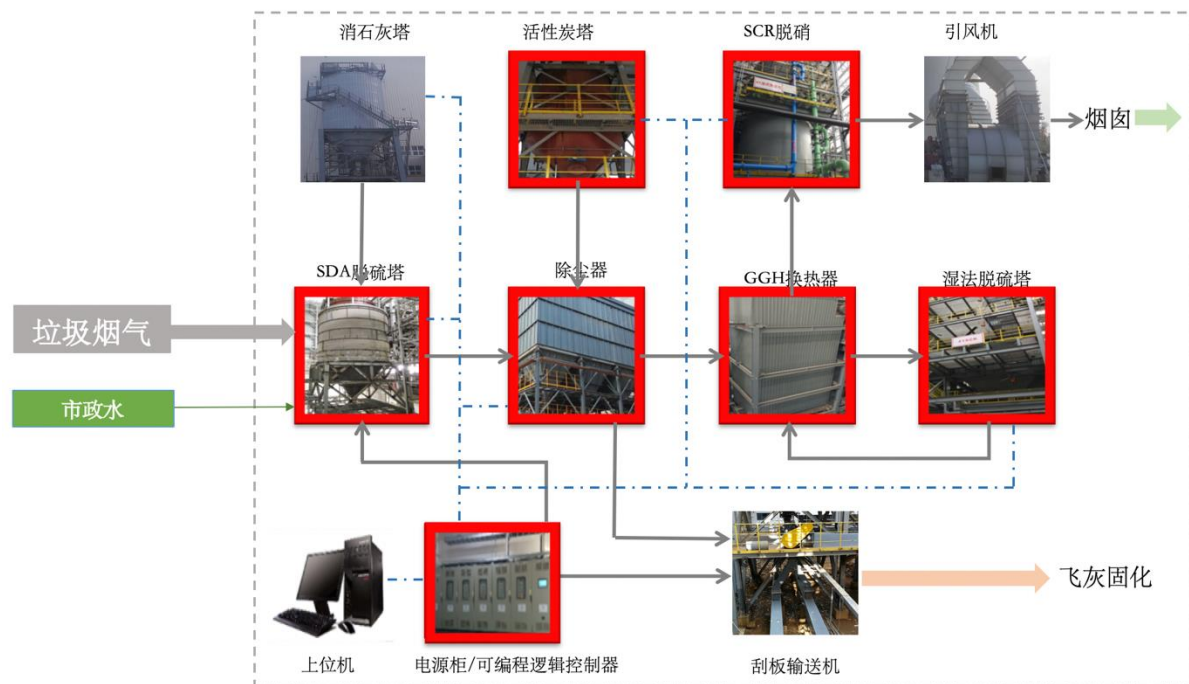 消石灰塔
活性炭塔
SCR脱硝
引风机
烟囱
SDA脱硫塔
除尘器
GGH换热器
湿法脱硫塔
垃圾烟气
市政水
飞灰固化
上位机
电源柜/可编程逻辑控制器
刮板输送机